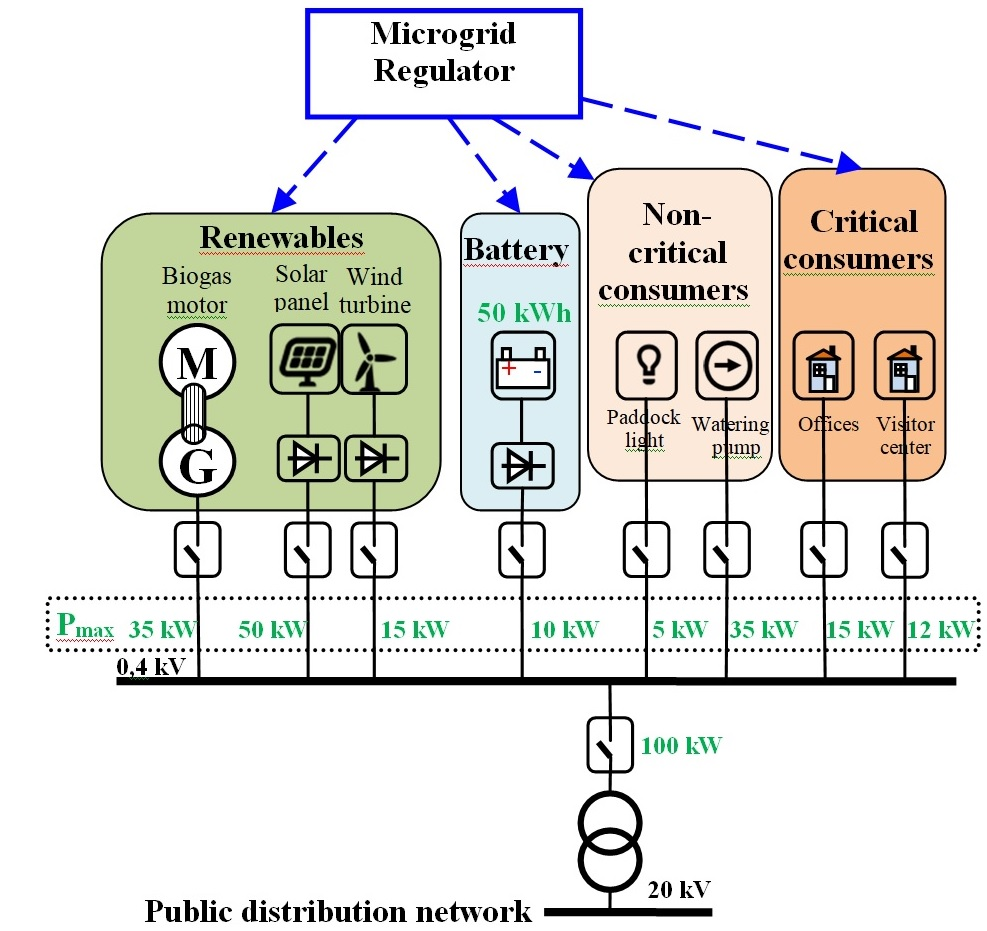 Microgrid
Regulator
Renewables
Biogas
motor
Solar
panel
Wind
turbine
M
G
Battery
50 kWh
+ -
Non-
critical
consumers
Paddock
light
Watering
pump
Critical
consumers
Offices
Visitor
center
Pmax 35 kW 50 kW 15 kW 10 kW 5 kW 35 kW 15 kW 12 kW
0,4 kV
100 kW
20 kV
Public distribution network